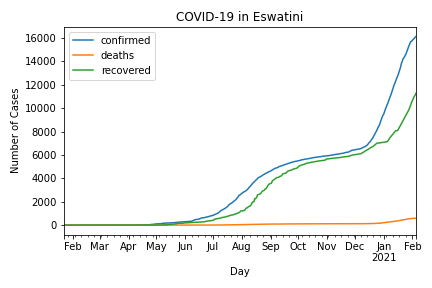 COVID-19 in Eswatini
confirmed
deaths
recovered
16000
14000
12000
10000
8000
6000
4000
2000
0
Number of Cases
Feb Mar Apr May Jun Jul Aug Sep Oct Nov Dec Jan Feb
2021
Day